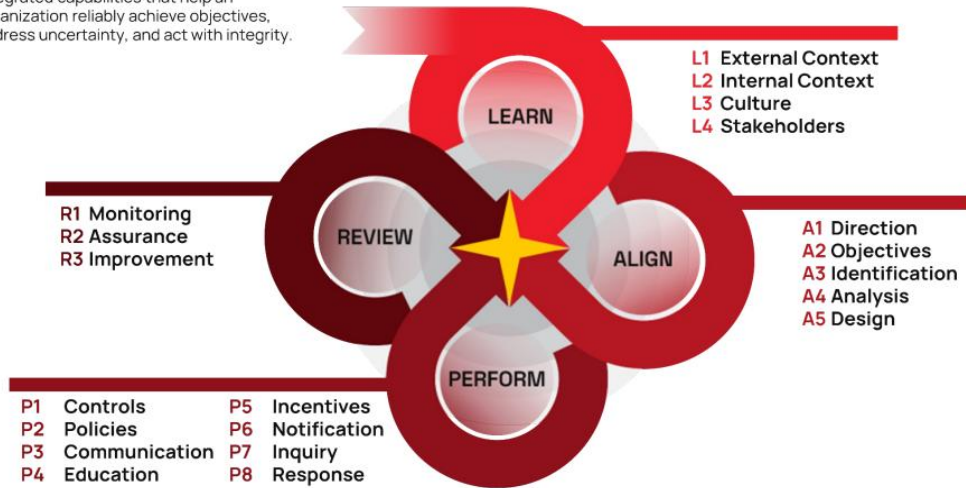 organization reliably achieve objectives,
address uncertainty, and act with integrity.
LEARN
L1 External Context
L2 Internal Context
L3 Culture
L4 Stakeholders
REVIEW
R1 Monitoring
R2 Assurance
R3 Improvement
ALIGN
A1 Direction
A2 Objectives
A3 Identification
A4 Analysis
A5 Design
PERFORM
P1 Controls
P2 Policies
P3 Communication
P4 Education
P5 Incentives
P6 Notification
P7 Inquiry
P8 Response